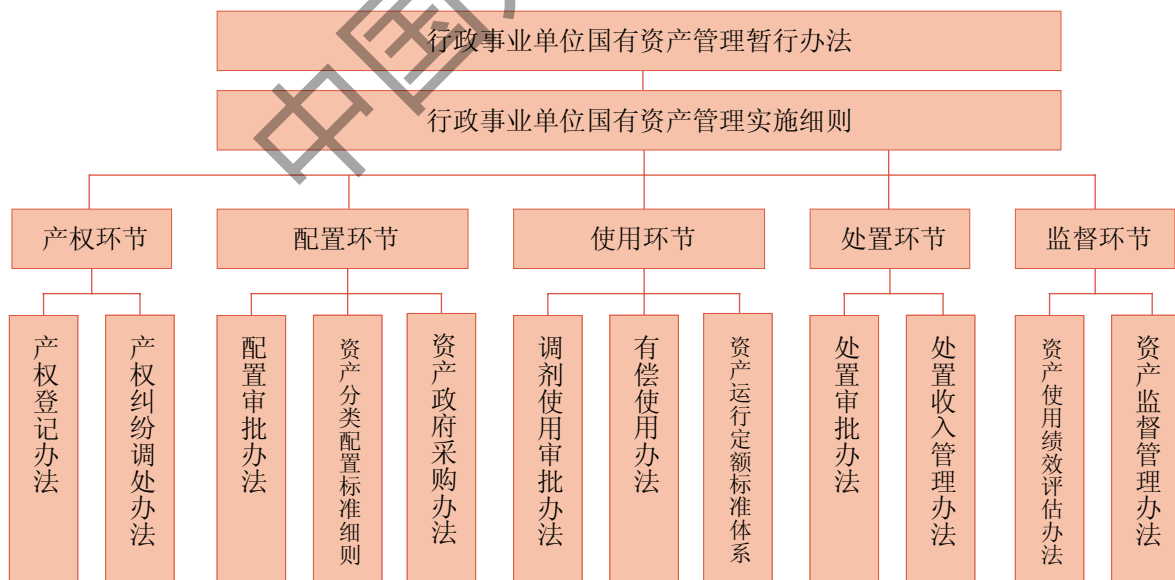 行政事业单位国有资产管理暂行办法
行政事业单位国有资产管理实施细则
产权环节
配置环节
使用环节
处置环节
监督环节
产权登记办法
产权纠纷调处办法
配置审批办法
资产分类配置标准细则
资产政府采购办法
调剂使用审批办法
有偿使用办法
资产运行定额标准体系
处置审批办法
处置收入管理办法
资产使用绩效评估办法
资产监督管理办法
中国